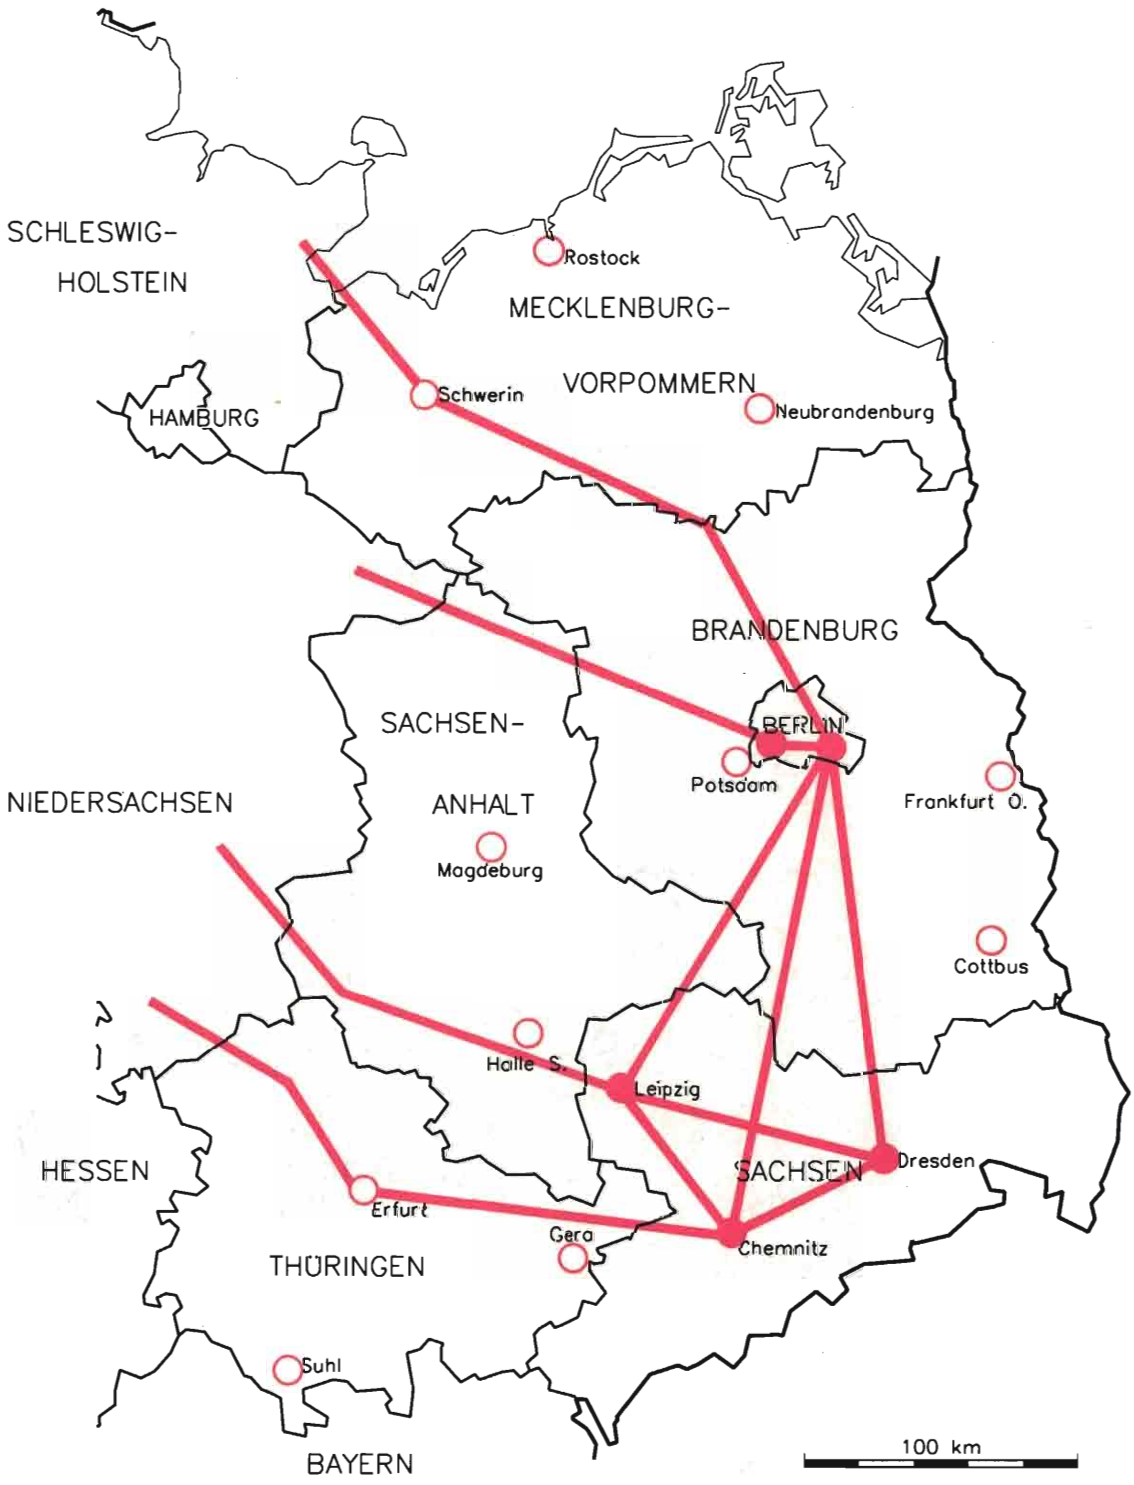 SCHLESWIG-
HOLSTEIN
Rostock
MECKLENBURG-
VORPOMMERN
Schwerin
Neubrandenburg
HAMBURG
BRANDENBURG
SACHSEN-
BERLIN
Potsdam
NIEDERSACHSEN
ANHALT
Frankfurt O.
Magdeburg
Cottbus
Halle S.
Leipzig
HESSEN
SACHSEN
Dresden
Erfurt
Gera
Chemnitz
THÜRINGEN
Suhl
BAYERN
100 km